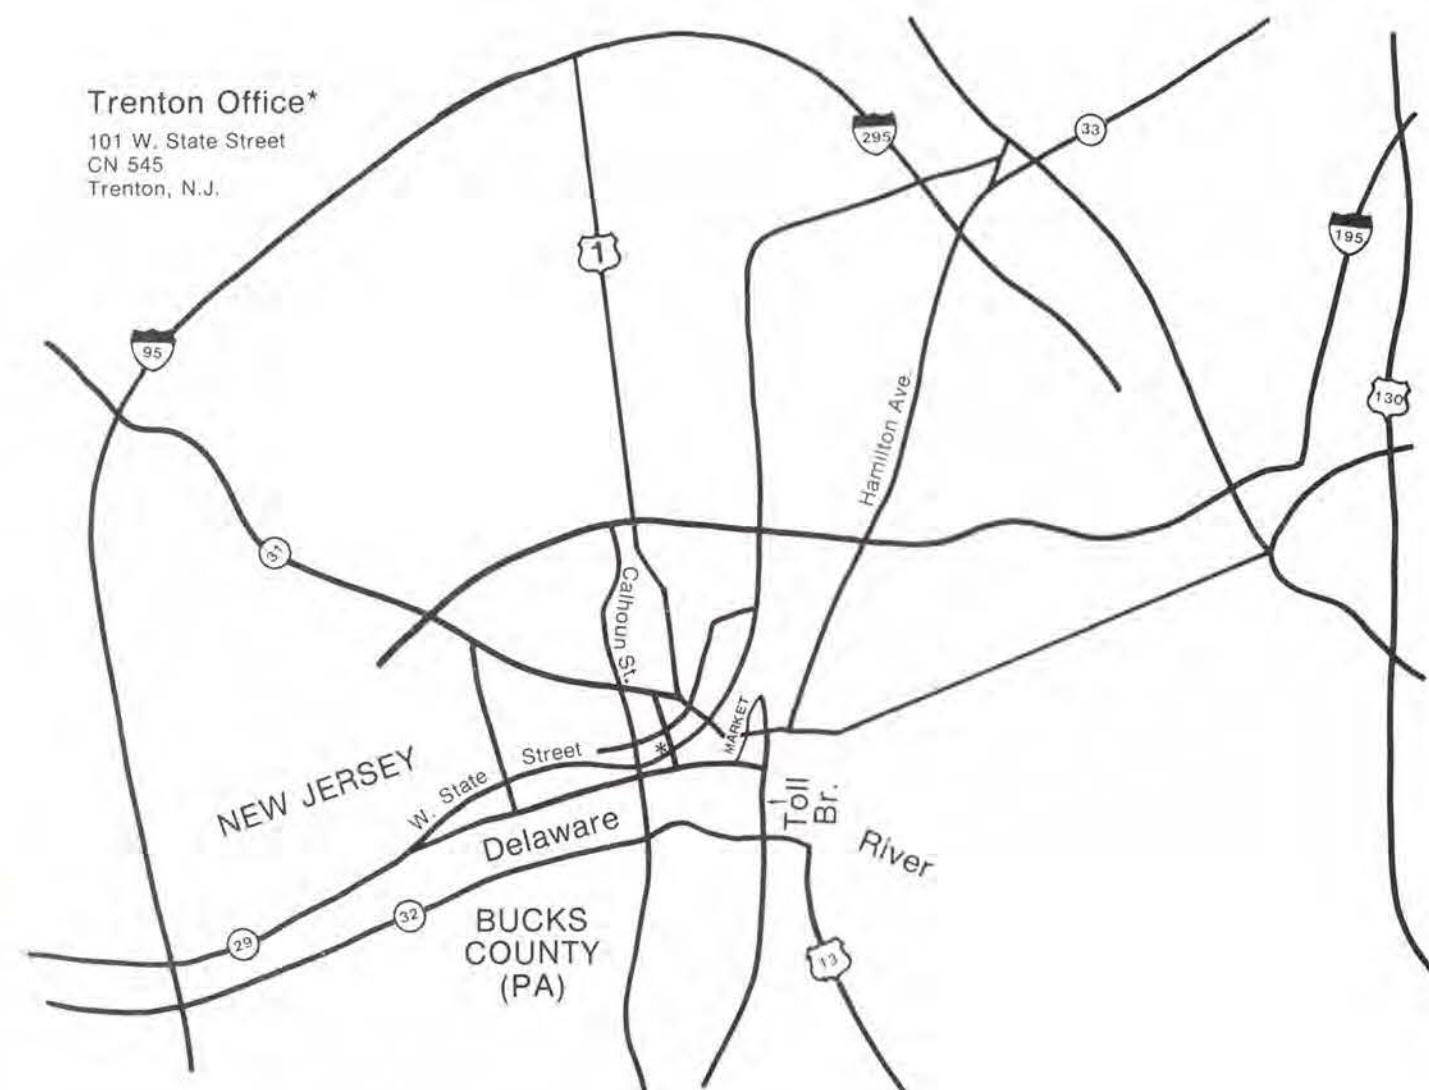 Trenton Office*
101 W. State Street
CN 545
Trenton, N.J.
295
33
195
1
95
130
Hamilton Ave.
31
Calhoun St.
MARKET
*
W. State Street
NEW JERSEY
Toll
Br.
Delaware River
32
29
BUCKS
COUNTY
(PA)
13